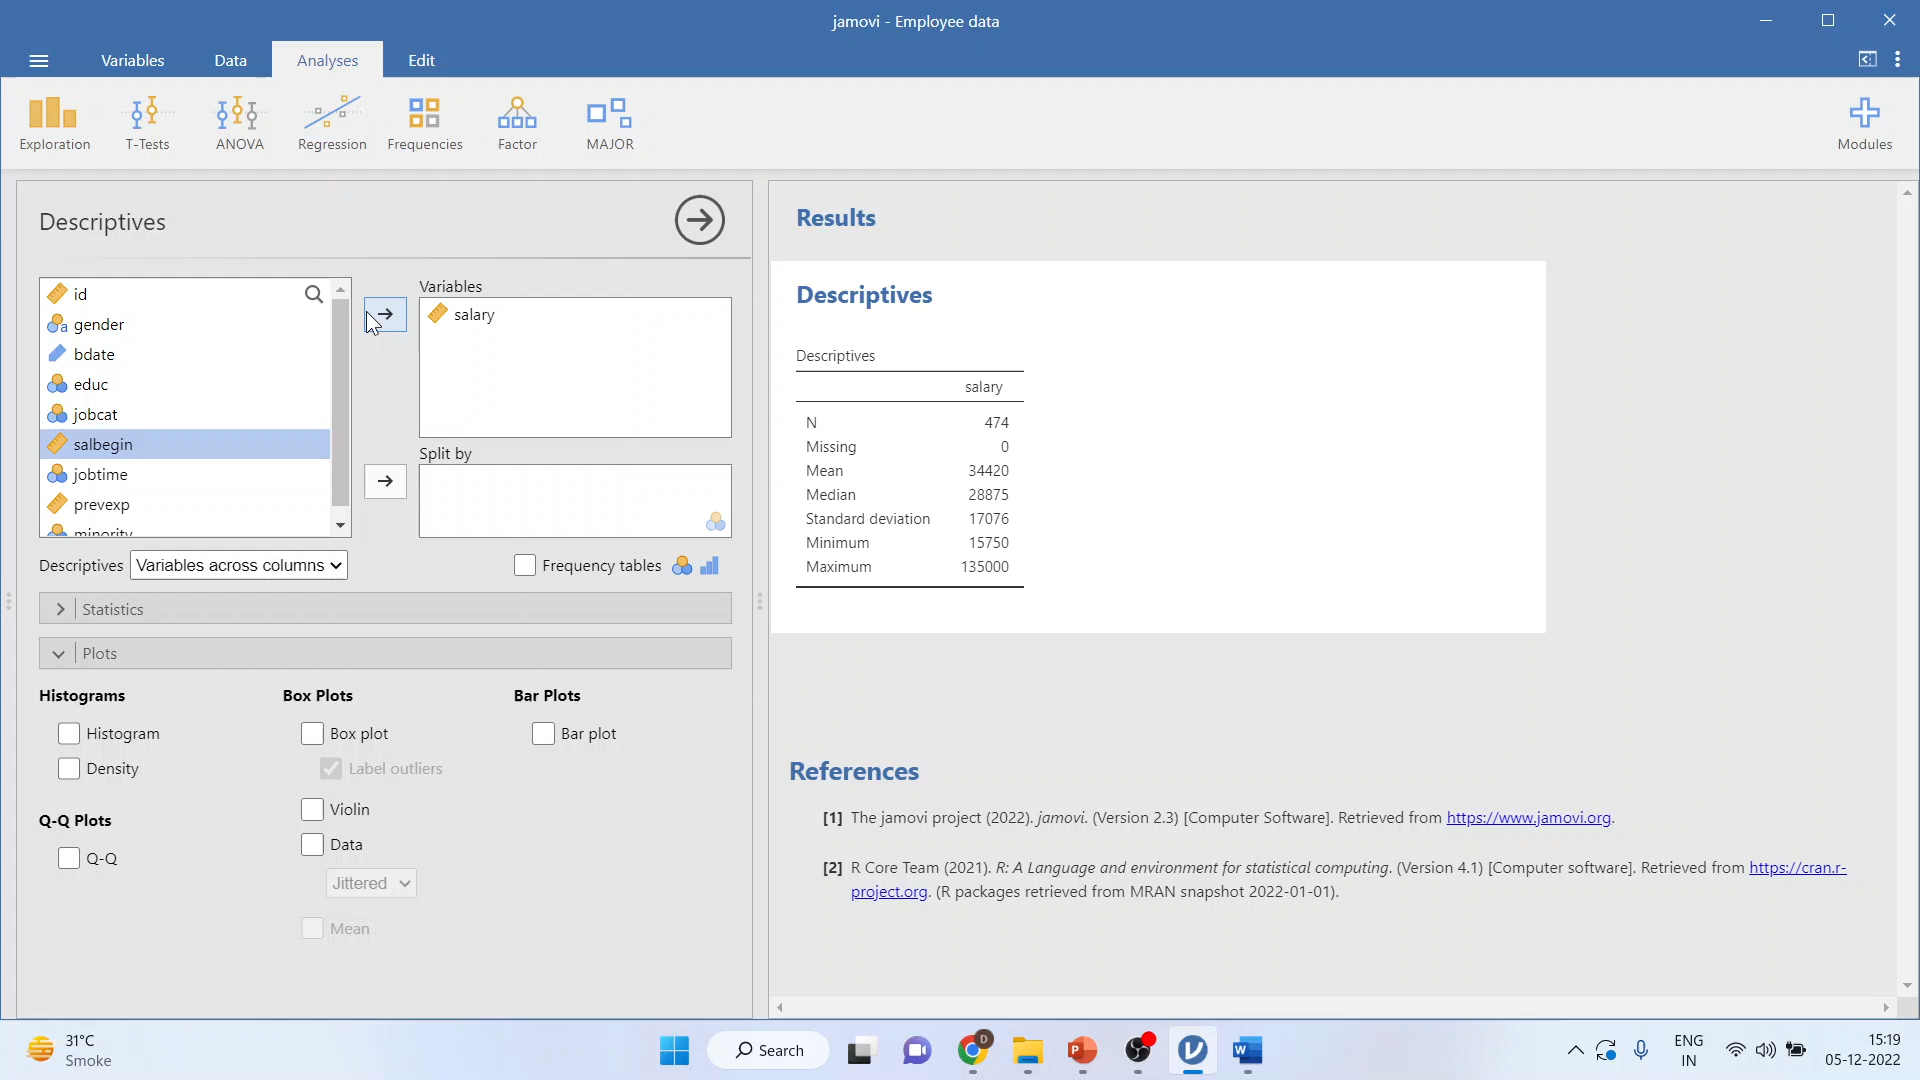 jamovi - Employee data
Variables
Data
Analyses
Edit
Exploration
T-Tests
ANOVA
Regression
Frequencies
Factor
MAJOR
Modules
Descriptives
id
gender
bdate
educ
jobcat
salbegin
jobtime
prevexp
minority
Variables
salary
Split by
Descriptives
Variables across columns
Frequency tables
Statistics
Plots
Histograms
Histogram
Density
Q-Q Plots
Q-Q
Box Plots
Box plot
Label outliers
Violin
Data
Jittered
Mean
Bar Plots
Bar plot
Results
Descriptives
Descriptives
salary
N 474
Missing 0
Mean 34420
Median 28875
Standard deviation 17076
Minimum 15750
Maximum 135000
References
[1] The jamovi project (2022). jamovi. (Version 2.3) [Computer Software]. Retrieved from https://www.jamovi.org.
[2] R Core Team (2021). R: A Language and environment for statistical computing. (Version 4.1) [Computer software]. Retrieved from https://cran.r-
project.org. (R packages retrieved from MRAN snapshot 2022-01-01).
31°C
Smoke
Search
D
P
W
ENG
IN
15:19
05-12-2022